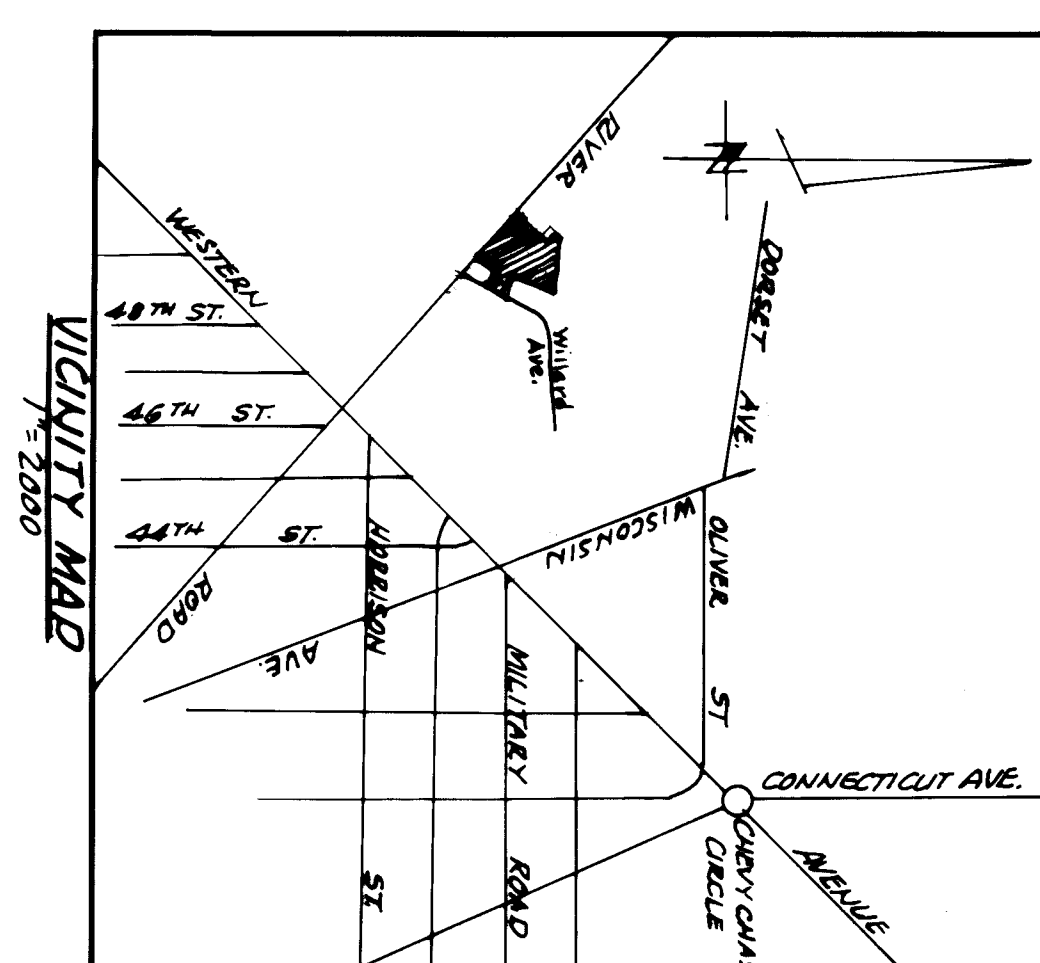 RIVER
WESTERN
48TH ST.
46TH ST.
44TH ST.
ROAD
Willard
Ave.
DORSET AVE.
WISCONSIN
AVE.
HARRISON ST
OLIVER ST
MILITARY ROAD
CONNECTICUT AVE.
CHEVY CHA
CIRCLE
AVENUE
VICINITY MAP
1"=2000
N